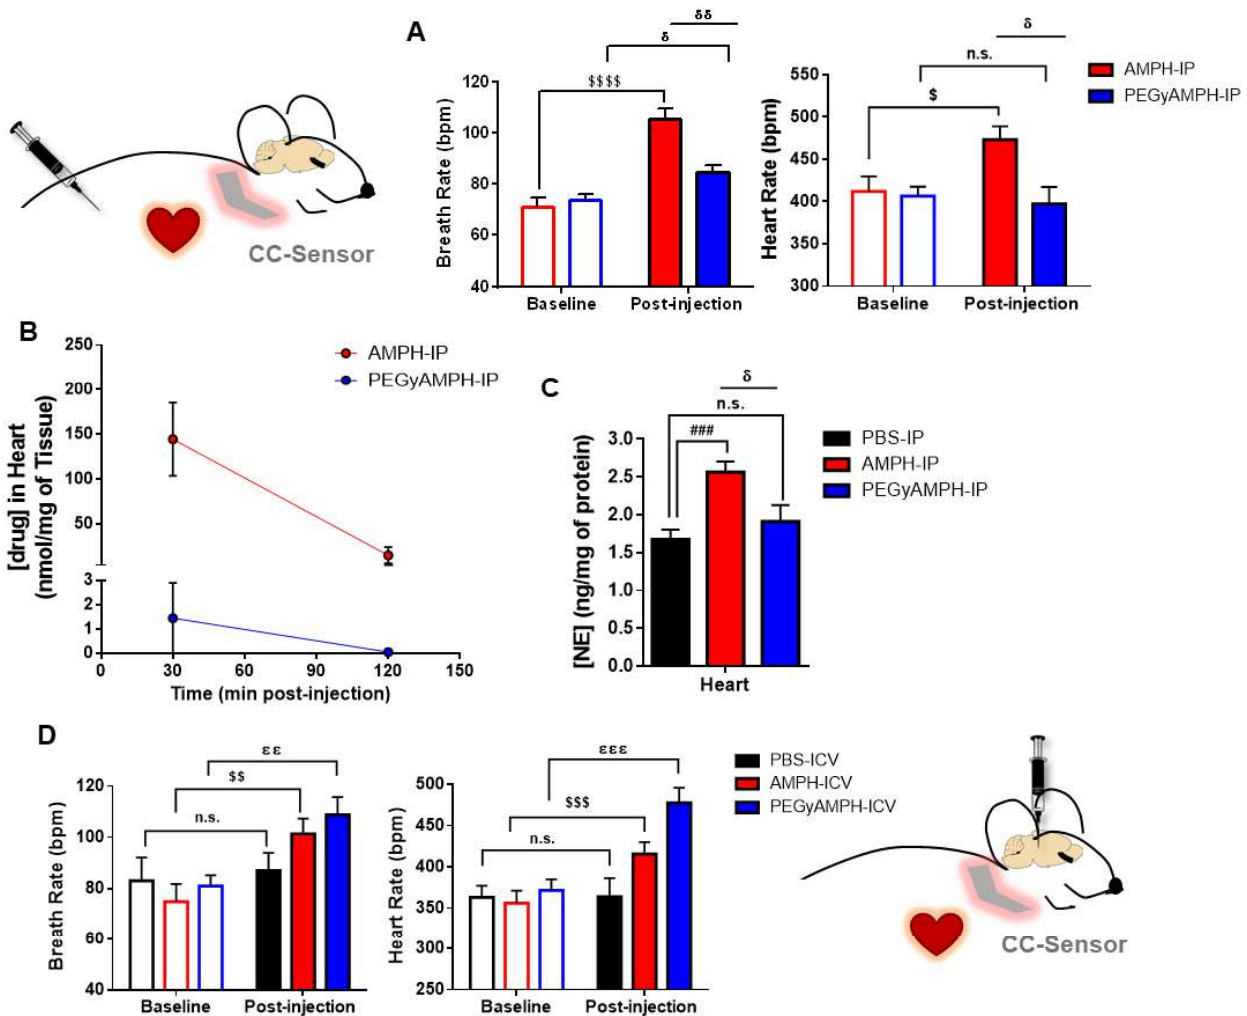 A
δδ
δ
$$$$
120
100
80
60
40
Breath Rate (bpm)
Baseline
Post-injection
δ
n.s.
$
550
500
450
400
350
300
Heart Rate (bpm)
Baseline
Post-injection
AMPH-IP
PEGyAMPH-IP
CC-Sensor
B
250
200
150
100
50
3
2
1
0
[drug] in Heart
(nmol/mg of Tissue)
0
30
60
90
120
150
Time (min post-injection)
AMPH-IP
PEGyAMPH-IP
C
δ
n.s.
###
3.0
2.5
2.0
1.5
1.0
0.5
0.0
[NE] (ng/mg of protein)
Heart
PBS-IP
AMPH-IP
PEGyAMPH-IP
D
εε
$$
n.s.
120
100
80
60
40
Breath Rate (bpm)
Baseline
Post-injection
εεε
$$$
n.s.
500
450
400
350
300
250
Heart Rate (bpm)
Baseline
Post-injection
PBS-ICV
AMPH-ICV
PEGyAMPH-ICV
CC-Sensor